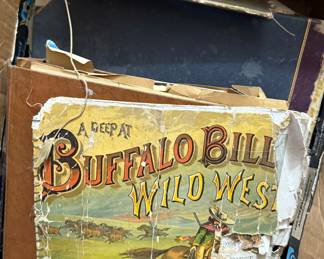 A PEEP AT
BUFFALO BILL
WILD WEST